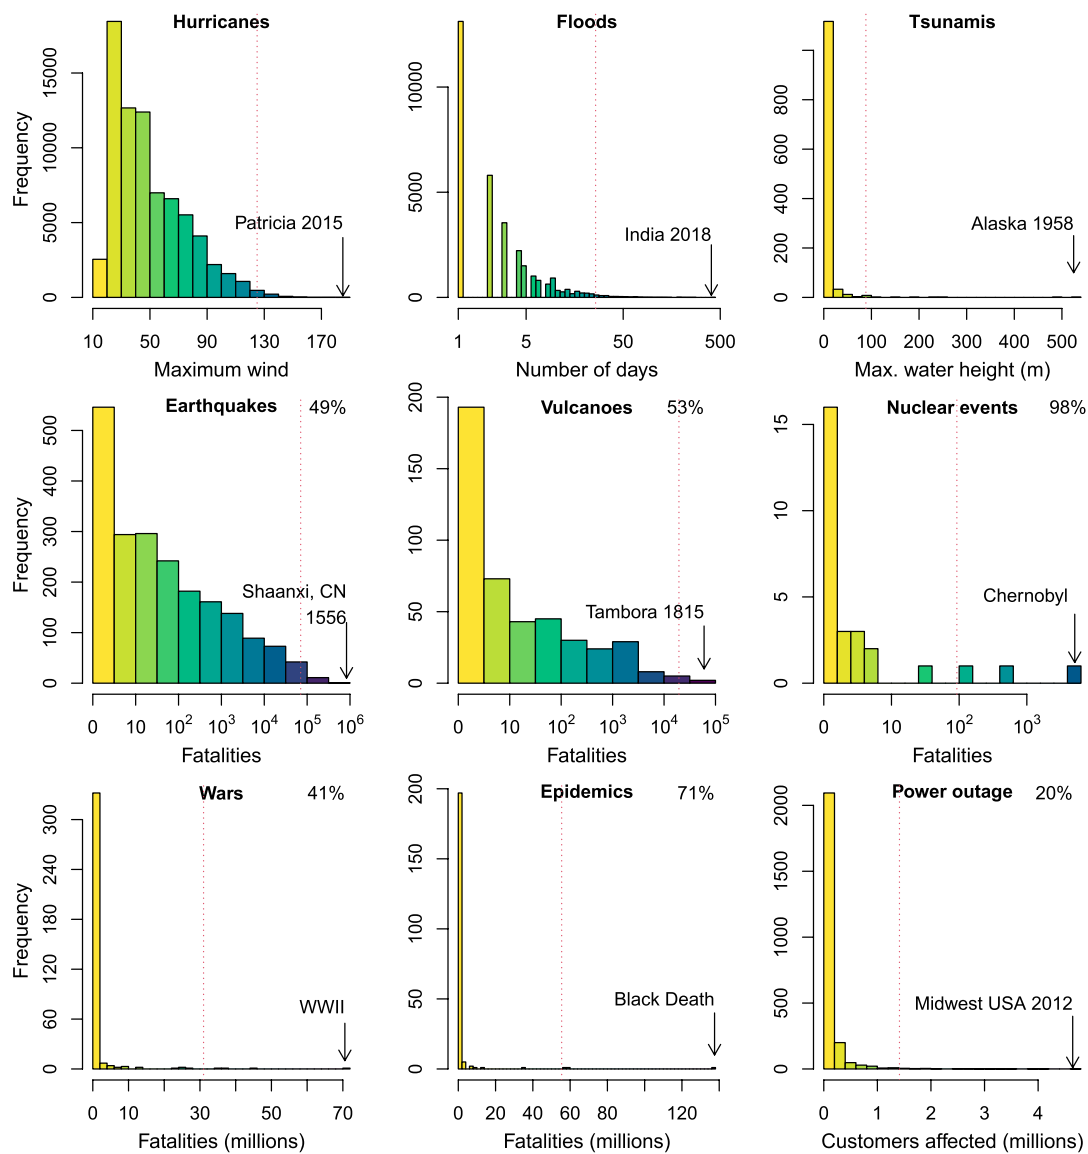 Hurricanes
Frequency
0 5000 10000 15000
Patricia 2015
10 50 90 130 170
Maximum wind
Floods
0 5000 10000
India 2018
1 5 50 500
Number of days
Tsunamis
0 200 400 600 800
Alaska 1958
0 100 200 300 400 500
Max. water height (m)
Earthquakes 49%
Frequency
0 100 200 300 400 500
Shaanxi, CN
1556
0 10 10² 10³ 10⁴ 10⁵ 10⁶
Fatalities
Vulcanoes 53%
0 50 100 150 200
Tambora 1815
0 10 10² 10³ 10⁴ 10⁵
Fatalities
Nuclear events 98%
0 5 10 15
Chernobyl
0 10 10² 10³
Fatalities
Wars 41%
Frequency
0 60 120 180 240 300
WWII
0 10 30 50 70
Fatalities (millions)
Epidemics 71%
0 50 100 150 200
Black Death
0 20 40 60 80 120
Fatalities (millions)
Power outage 20%
0 500 1000 1500 2000
Midwest USA 2012
0 1 2 3 4
Customers affected (millions)